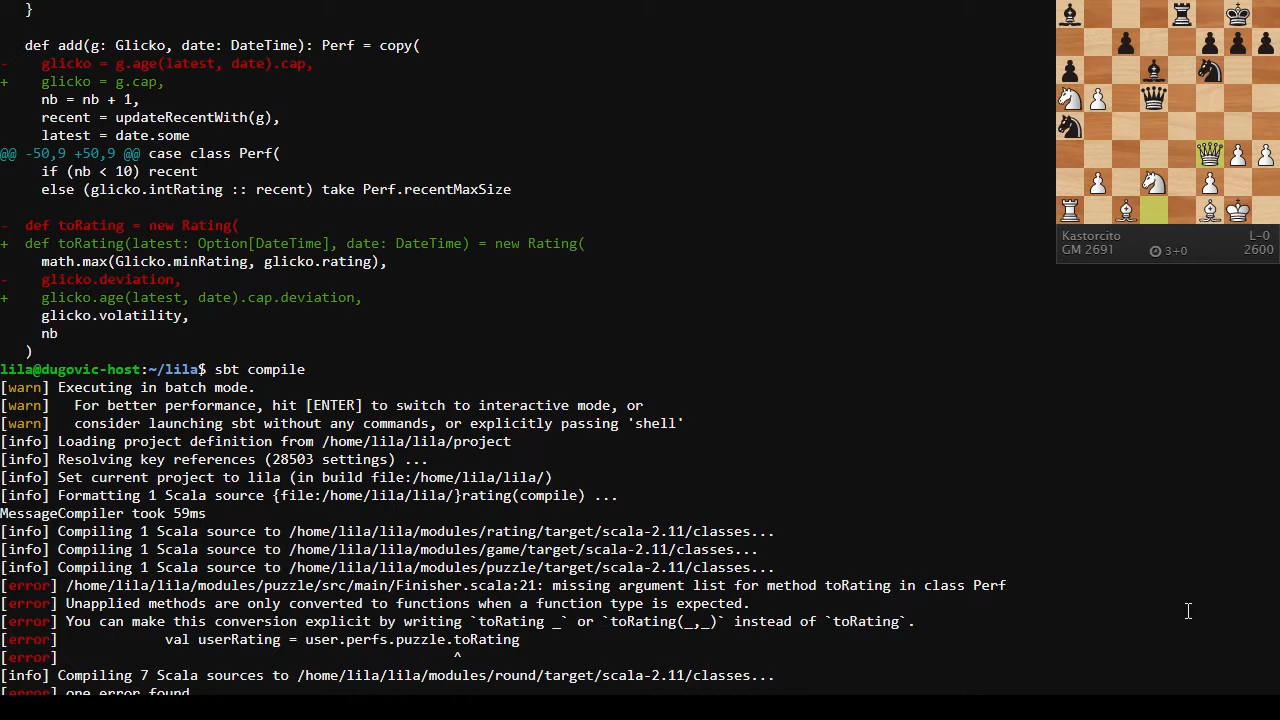 }

   def add(g: Glicko, date: DateTime): Perf = copy(
-    glicko = g.age(latest, date).cap,
+    glicko = g.cap,
     nb = nb + 1,
     recent = updateRecentWith(g),
     latest = date.some
@@ -50,9 +50,9 @@ case class Perf(
     if (nb < 10) recent
     else (glicko.intRating :: recent) take Perf.recentMaxSize

-  def toRating = new Rating(
+  def toRating(latest: Option[DateTime], date: DateTime) = new Rating(
     math.max(Glicko.minRating, glicko.rating),
-    glicko.deviation,
+    glicko.age(latest, date).cap.deviation,
     glicko.volatility,
     nb
   )
lila@dugovic-host:~/lila$ sbt compile
[warn] Executing in batch mode.
[warn]   For better performance, hit [ENTER] to switch to interactive mode, or
[warn]   consider launching sbt without any commands, or explicitly passing 'shell'
[info] Loading project definition from /home/lila/lila/project
[info] Resolving key references (28503 settings) ...
[info] Set current project to lila (in build file:/home/lila/lila/)
[info] Formatting 1 Scala source {file:/home/lila/lila/}rating(compile) ...
MessageCompiler took 59ms
[info] Compiling 1 Scala source to /home/lila/lila/modules/rating/target/scala-2.11/classes...
[info] Compiling 1 Scala source to /home/lila/lila/modules/game/target/scala-2.11/classes...
[info] Compiling 1 Scala source to /home/lila/lila/modules/puzzle/target/scala-2.11/classes...
[error] /home/lila/lila/modules/puzzle/src/main/Finisher.scala:21: missing argument list for method toRating in class Perf
[error] Unapplied methods are only converted to functions when a function type is expected.
[error] You can make this conversion explicit by writing `toRating _` or `toRating(_,_)` instead of `toRating`.
[error]             val userRating = user.perfs.puzzle.toRating
[error]                                                ^
[info] Compiling 7 Scala sources to /home/lila/lila/modules/round/target/scala-2.11/classes...
[error] one error found
Kastorcito L-0
GM 2691 3+0 2600